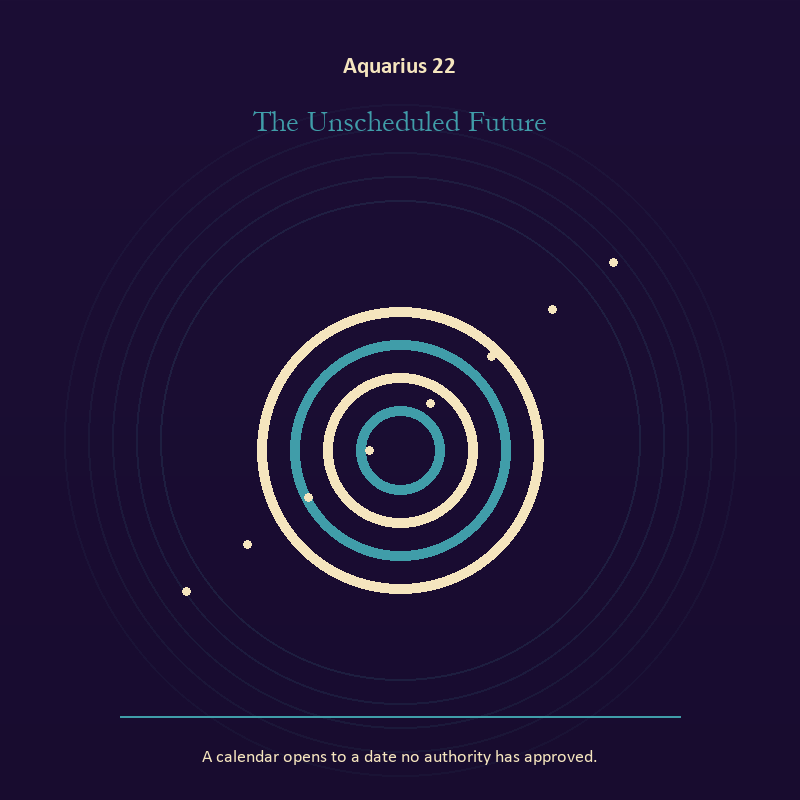 Aquarius 22
The Unscheduled Future
A calendar opens to a date no authority has approved.